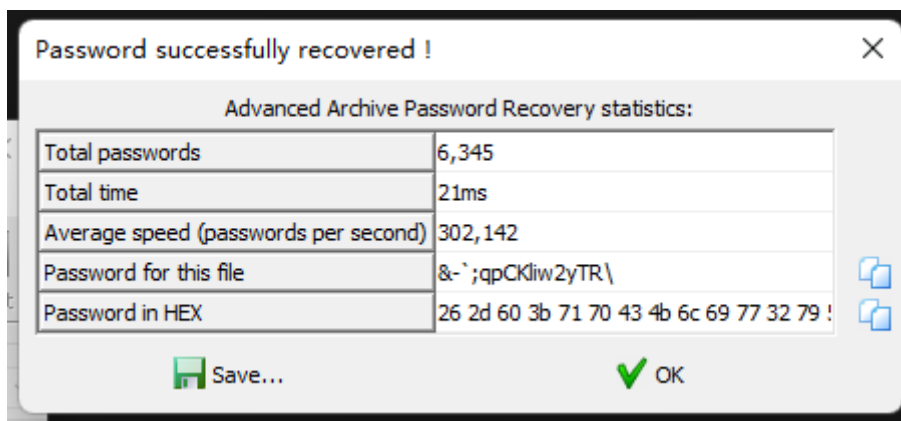 Password successfully recovered !
Advanced Archive Password Recovery statistics:
Total passwords 6,345
Total time 21ms
Average speed (passwords per second) 302,142
Password for this file &-`;qpCKliw2yTR\
Password in HEX 26 2d 60 3b 71 70 43 4b 6c 69 77 32 79
Save... OK